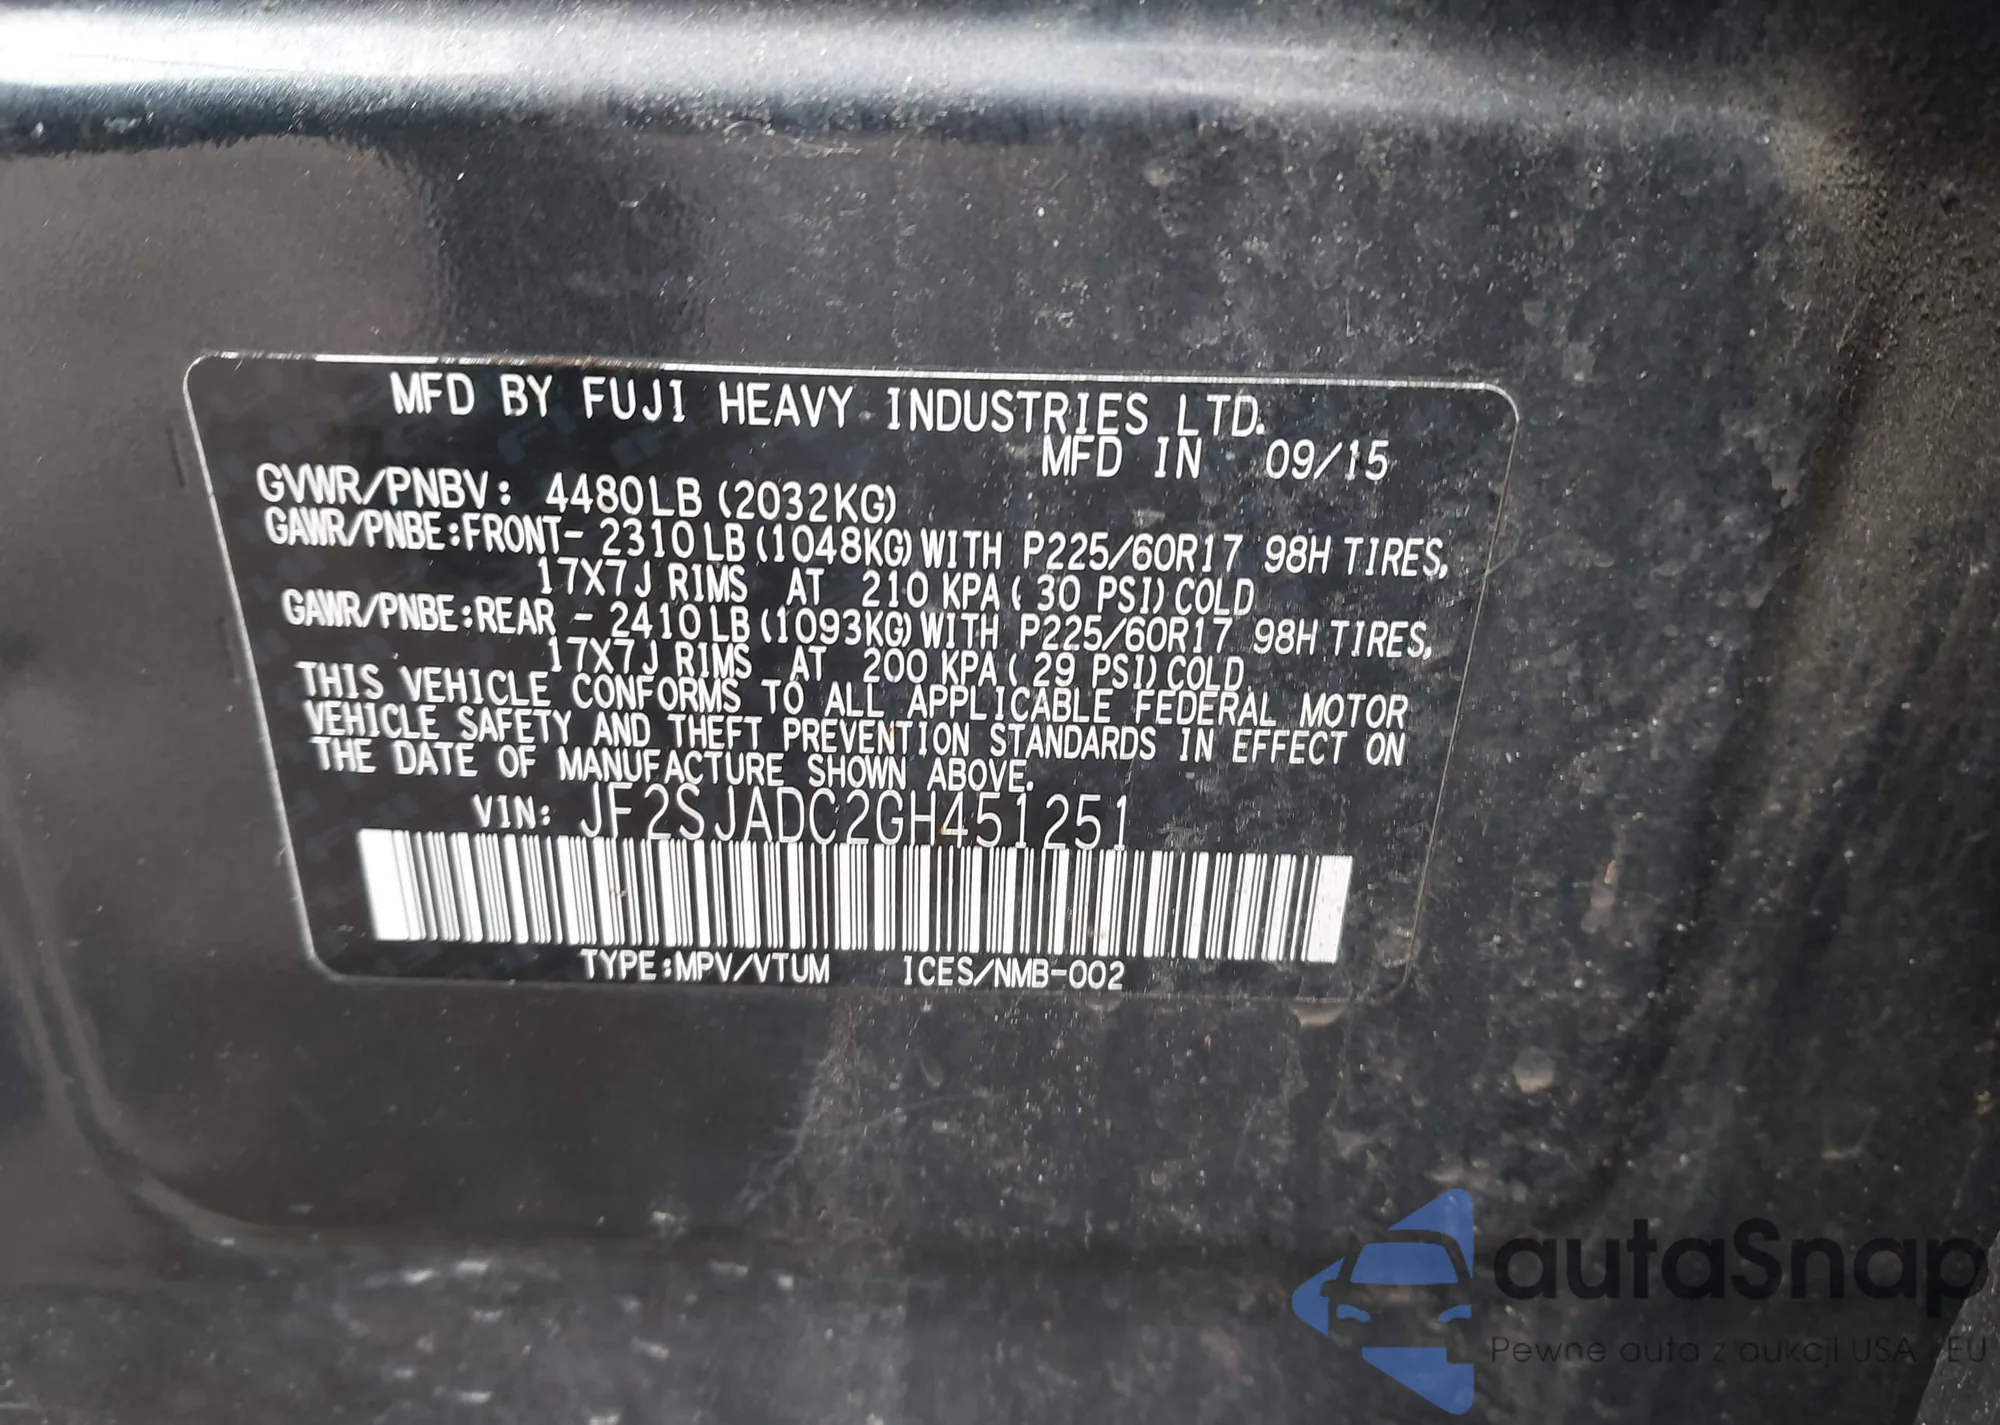 MFD BY FUJI HEAVY INDUSTRIES LTD.
MFD IN 09/15
GVWR/PNBV: 4480LB (2032KG)
GAWR/PNBE:FRONT- 2310LB (1048KG) WITH P225/60R17 98H TIRES,
17X7J RIMS AT 210 KPA ( 30 PSI) COLD
GAWR/PNBE:REAR - 2410LB (1093KG) WITH P225/60R17 98H TIRES,
17X7J RIMS AT 200 KPA ( 29 PSI) COLD
THIS VEHICLE CONFORMS TO ALL APPLICABLE FEDERAL MOTOR
VEHICLE SAFETY AND THEFT PREVENTION STANDARDS IN EFFECT ON
THE DATE OF MANUFACTURE SHOWN ABOVE.
VIN: JF2SJADC2GH451251
TYPE:MPV/VTUM ICES/NMB-002
autaSnap
Pewne auta z aukcji USA i EU